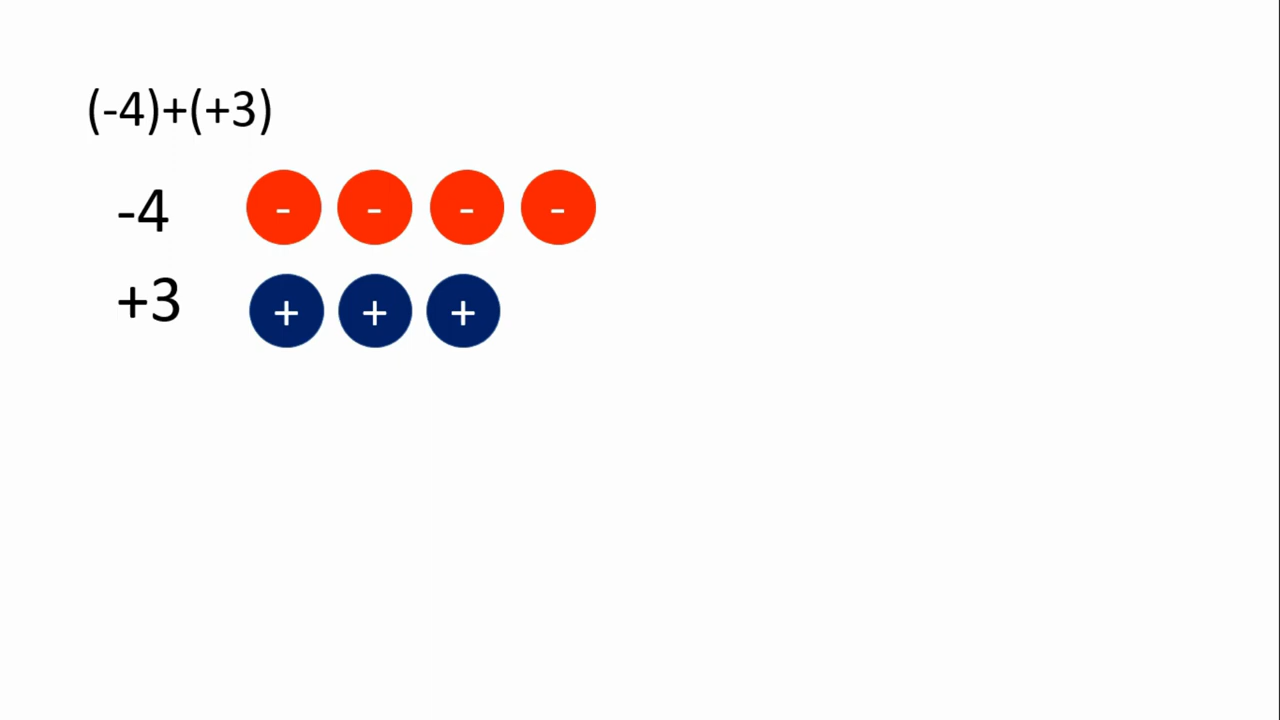 (-4)+(+3)
-4 - - - -
+3 + + +